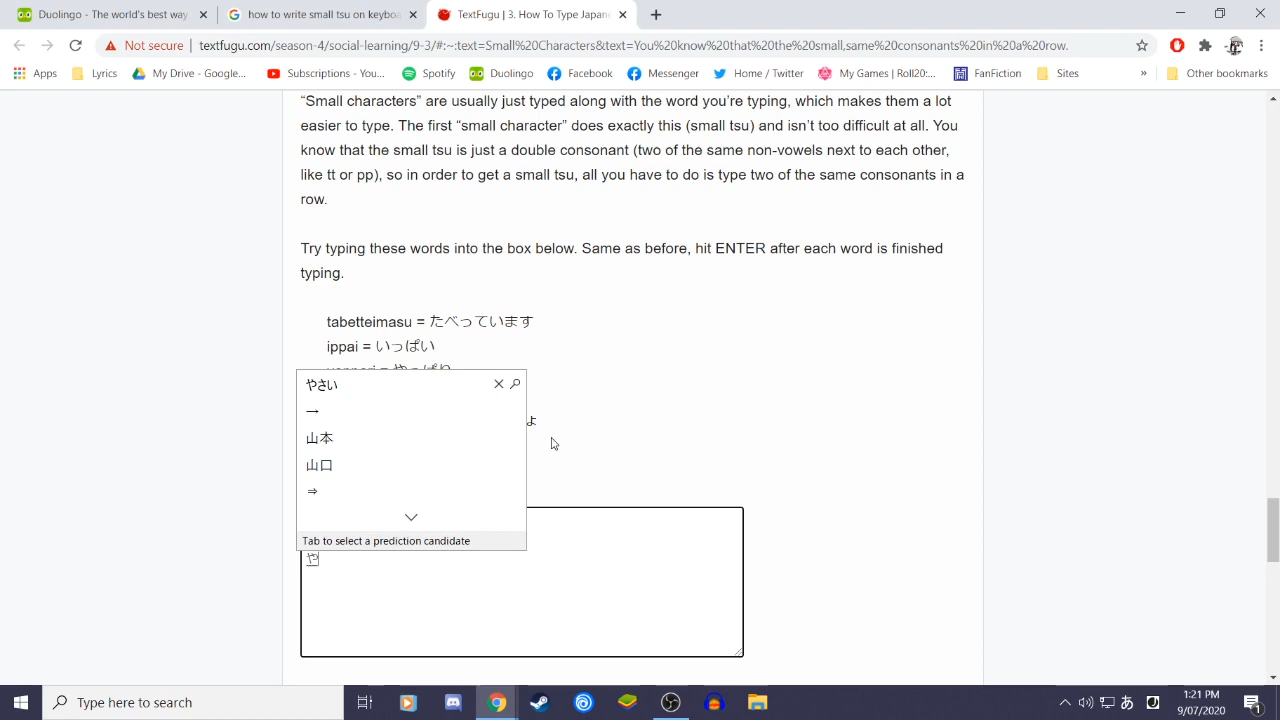 Duolingo - The world's best way
how to write small tsu on keyboa
TextFugu | 3. How To Type Japane
Not secure
textfugu.com/season-4/social-learning/9-3/#:~:text=Small%20Characters&text=You%20know%20that%20the%20small,same%20consonants%20in%20a%20row.
Apps
Lyrics
My Drive - Google...
Subscriptions - You...
Spotify
Duolingo
Facebook
Messenger
Home / Twitter
My Games | Roll20:...
FanFiction
Sites
»
Other bookmarks
“Small characters” are usually just typed along with the word you’re typing, which makes them a lot
easier to type. The first “small character” does exactly this (small tsu) and isn’t too difficult at all. You
know that the small tsu is just a double consonant (two of the same non-vowels next to each other,
like tt or pp), so in order to get a small tsu, all you have to do is type two of the same consonants in a
row.
Try typing these words into the box below. Same as before, hit ENTER after each word is finished
typing.
tabetteimasu = たべっています
ippai = いっぱい
やさい
→
山本
山口
⇒
ょ
Tab to select a prediction candidate
や
Type here to search
あ
1:21 PM
9/07/2020
1